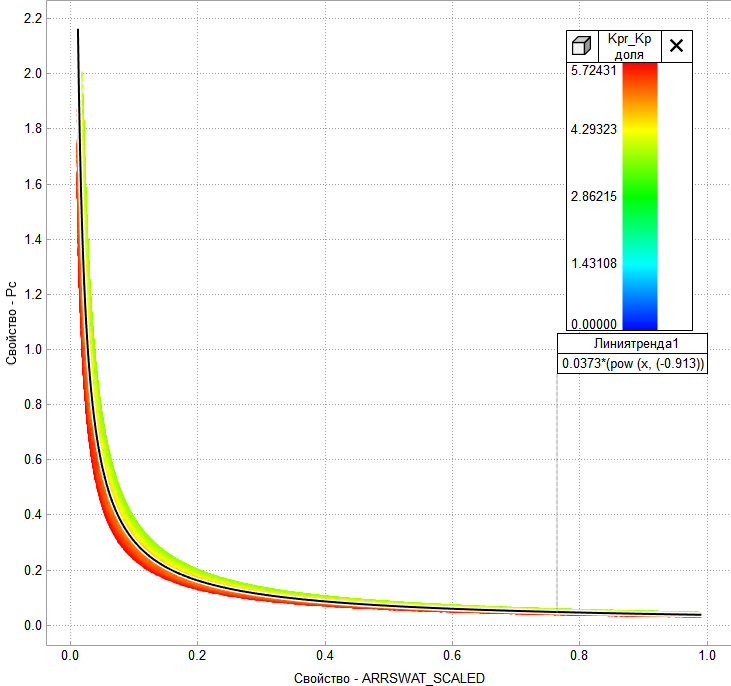 2.2
2.0
1.8
1.6
1.4
1.2
1.0
0.8
0.6
0.4
0.2
0.0
Свойство - Pc
0.0 0.2 0.4 0.6 0.8 1.0
Свойство - ARRSWAT_SCALED
Kpr_Kp
доля
5.72431
4.29323
2.86215
1.43108
0.00000
Линиятренда1
0.0373*(pow (x, (-0.913))